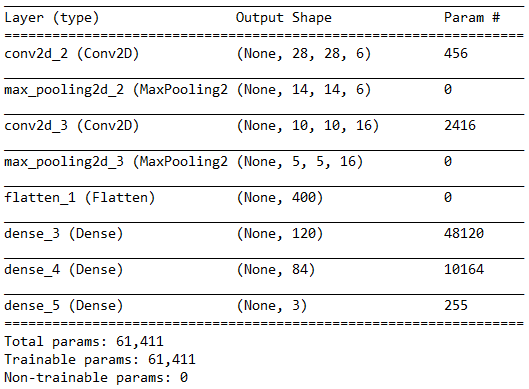 Layer (type) Output Shape Param #
=================================================================
conv2d_2 (Conv2D) (None, 28, 28, 6) 456
max_pooling2d_2 (MaxPooling2 (None, 14, 14, 6) 0
conv2d_3 (Conv2D) (None, 10, 10, 16) 2416
max_pooling2d_3 (MaxPooling2 (None, 5, 5, 16) 0
flatten_1 (Flatten) (None, 400) 0
dense_3 (Dense) (None, 120) 48120
dense_4 (Dense) (None, 84) 10164
dense_5 (Dense) (None, 3) 255
=================================================================
Total params: 61,411
Trainable params: 61,411
Non-trainable params: 0